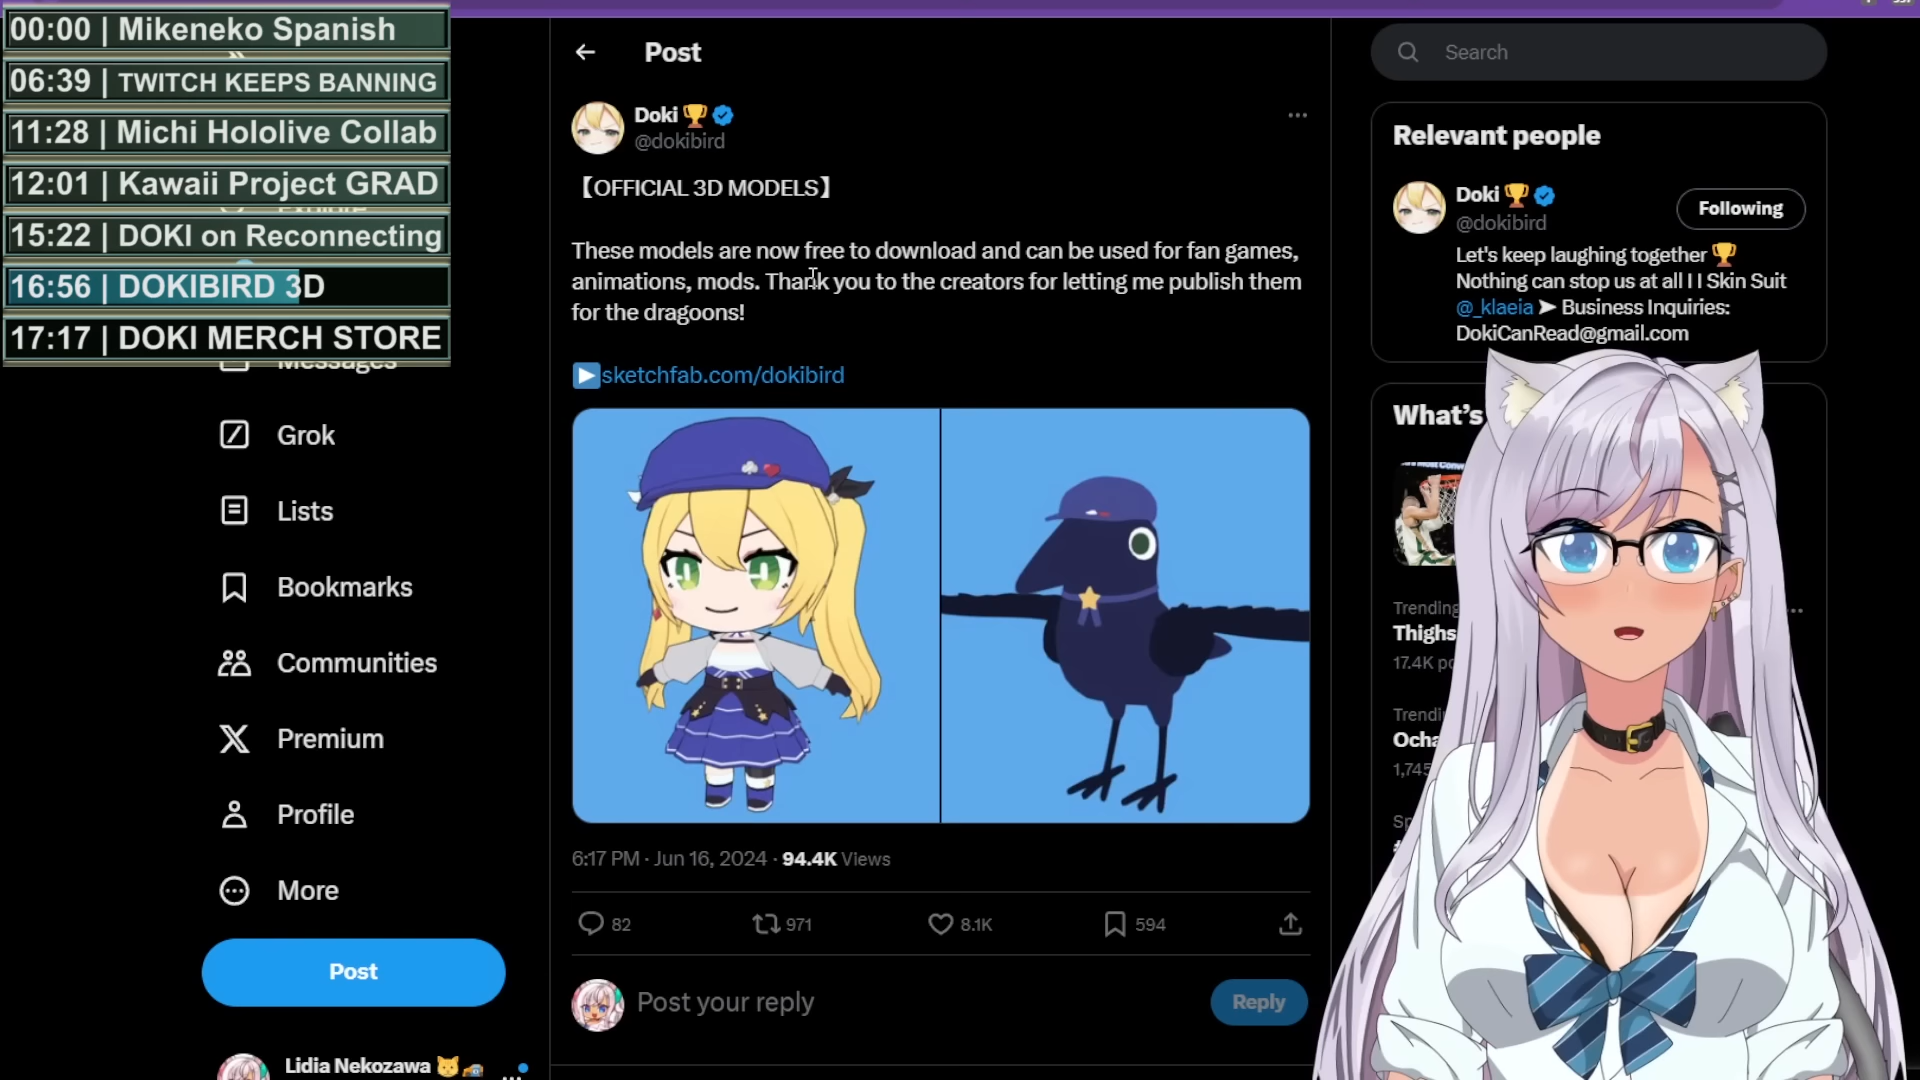 00:00 | Mikeneko Spanish
06:39 | TWITCH KEEPS BANNING
11:28 | Michi Hololive Collab
12:01 | Kawaii Project GRAD
15:22 | DOKI on Reconnecting
16:56 | DOKIBIRD 3D
17:17 | DOKI MERCH STORE
Explore
Messages
Grok
Lists
Bookmarks
Communities
Premium
Profile
More
Post
Lidia Nekozawa
Post
Doki
@dokibird
【OFFICIAL 3D MODELS】
These models are now free to download and can be used for fan games,
animations, mods. Thank you to the creators for letting me publish them
for the dragoons!
sketchfab.com/dokibird
6:17 PM · Jun 16, 2024 · 94.4K Views
82
971
8.1K
594
Post your reply
Reply
Search
Relevant people
Doki
@dokibird
Following
Let's keep laughing together
Nothing can stop us at all I I Skin Suit
@_klaeia ➤ Business Inquiries:
DokiCanRead@gmail.com
What's
Trending
Thighs
17.4K
Ocha
1,745